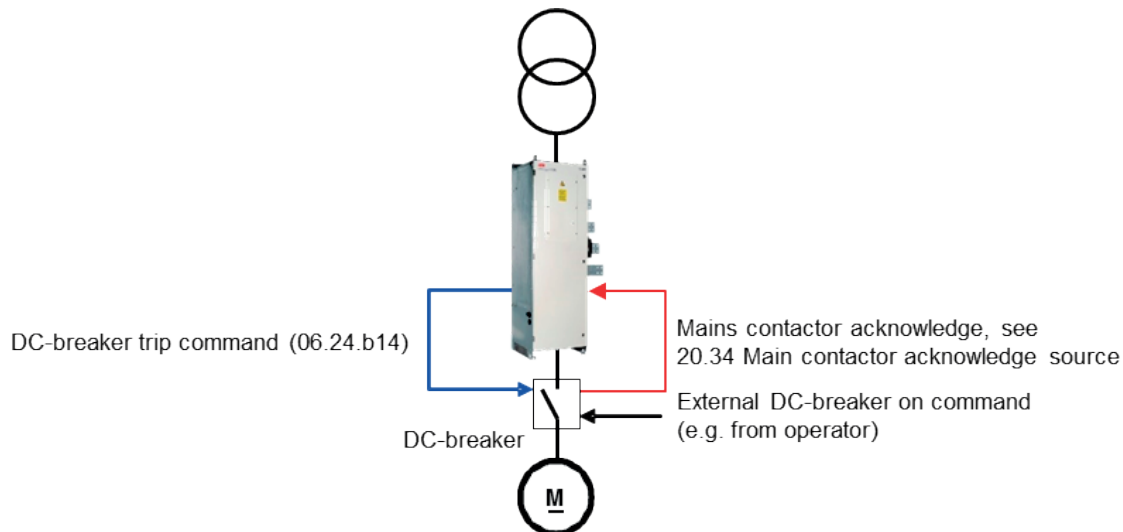 DC-breaker trip command (06.24.b14)
Mains contactor acknowledge, see
20.34 Main contactor acknowledge source
External DC-breaker on command
(e.g. from operator)
DC-breaker
M